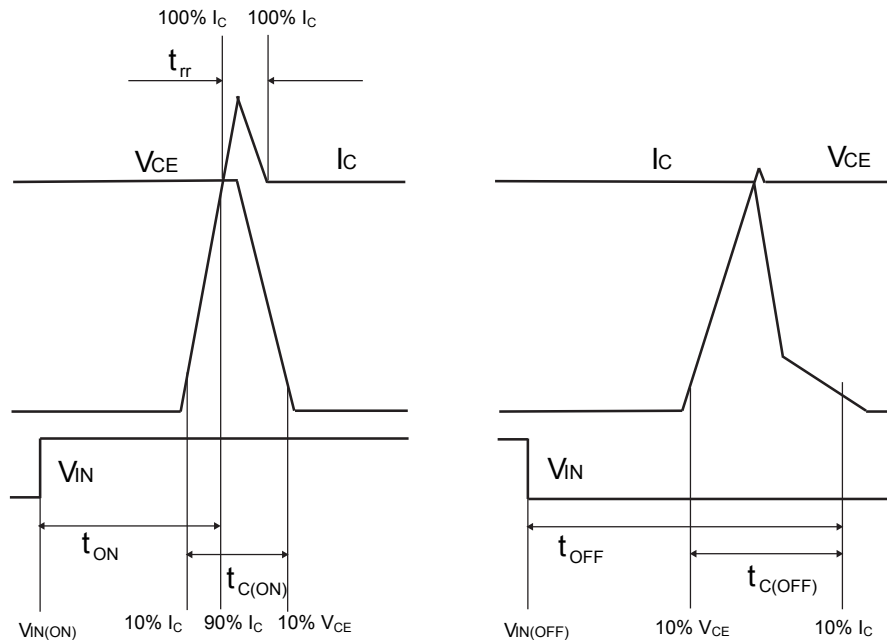 100% IC 100% IC
trr
VCE IC
IC VCE
VIN
VIN
tON
tC(ON)
tOFF
tC(OFF)
VIN(ON) 10% IC 90% IC 10% VCE
VIN(OFF) 10% VCE 10% IC